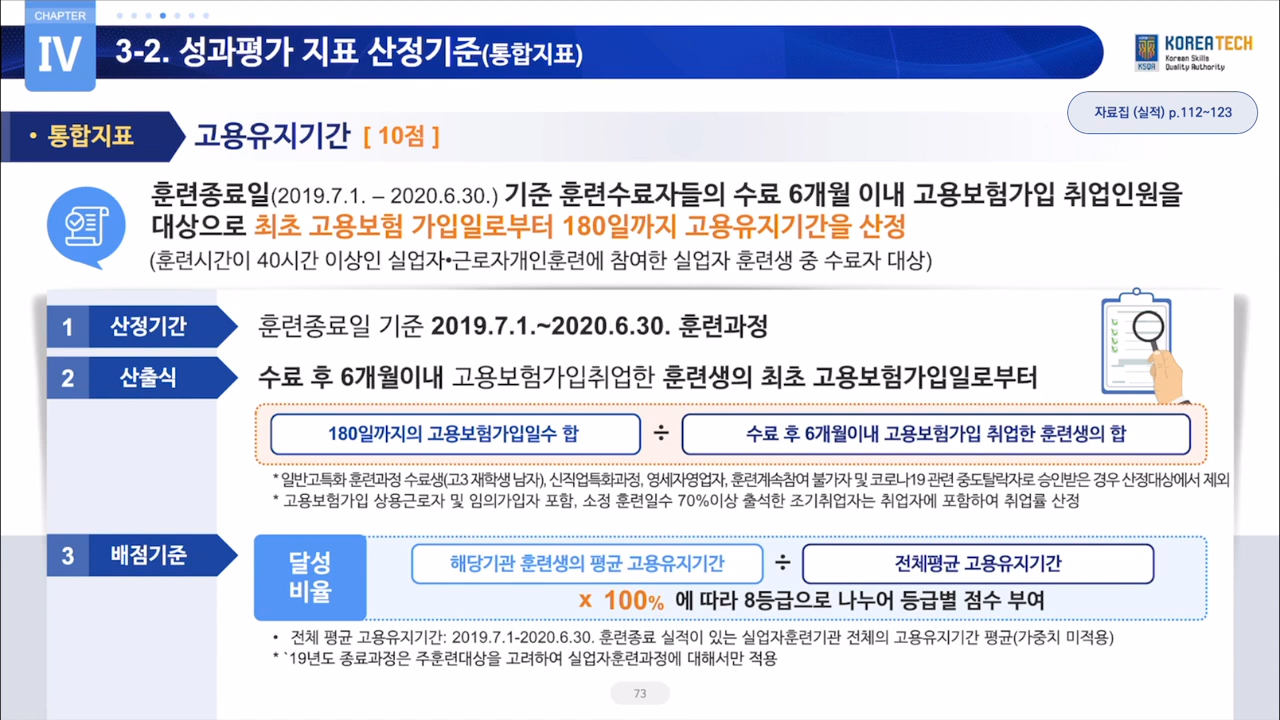 CHAPTER
IV
3-2. 성과평가 지표 산정기준(통합지표)
KSQA
KOREATECH
Korean Skills
Quality Authority
자료집 (실적) p.112~123
• 통합지표
고용유지기간 [ 10점 ]
훈련종료일(2019.7.1. – 2020.6.30.) 기준 훈련수료자들의 수료 6개월 이내 고용보험가입 취업인원을
대상으로 최초 고용보험 가입일로부터 180일까지 고용유지기간을 산정
(훈련시간이 40시간 이상인 실업자•근로자개인훈련에 참여한 실업자 훈련생 중 수료자 대상)
1 산정기간
훈련종료일 기준 2019.7.1.~2020.6.30. 훈련과정
2 산출식
수료 후 6개월이내 고용보험가입취업한 훈련생의 최초 고용보험가입일로부터
180일까지의 고용보험가입일수 합 ÷ 수료 후 6개월이내 고용보험가입 취업한 훈련생의 합
* 일반고특화 훈련과정 수료생(고3 재학생 남자), 신직업특화과정, 영세자영업자, 훈련계속참여 불가자 및 코로나19 관련 중도탈락자로 승인받은 경우 산정대상에서 제외
* 고용보험가입 상용근로자 및 임의가입자 포함, 소정 훈련일수 70%이상 출석한 조기취업자는 취업자에 포함하여 취업률 산정
3 배점기준
달성
비율
해당기관 훈련생의 평균 고용유지기간 ÷ 전체평균 고용유지기간
x 100% 에 따라 8등급으로 나누어 등급별 점수 부여
• 전체 평균 고용유지기간: 2019.7.1-2020.6.30. 훈련종료 실적이 있는 실업자훈련기관 전체의 고용유지기간 평균(가중치 미적용)
* `19년도 종료과정은 주훈련대상을 고려하여 실업자훈련과정에 대해서만 적용
73